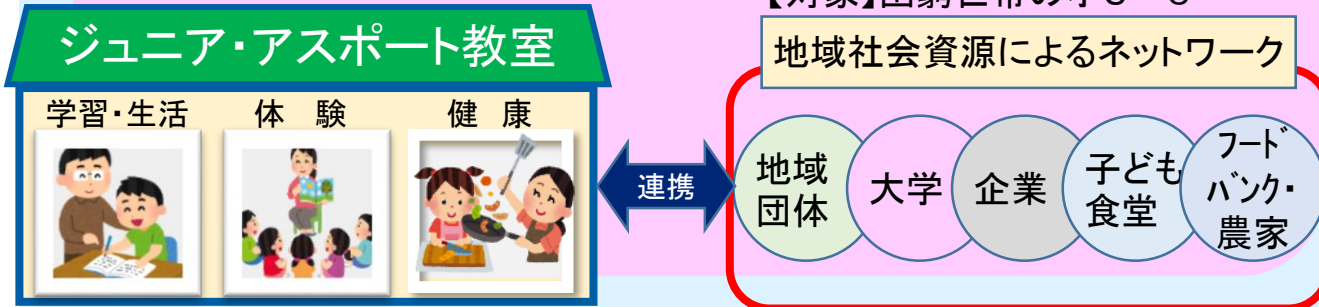 ジュニア・アスポート教室
学習・生活
体 験
健 康
連携
地域社会資源によるネットワーク
地域
団体
大学
企業
子ども
食堂
フード
バンク・
農家